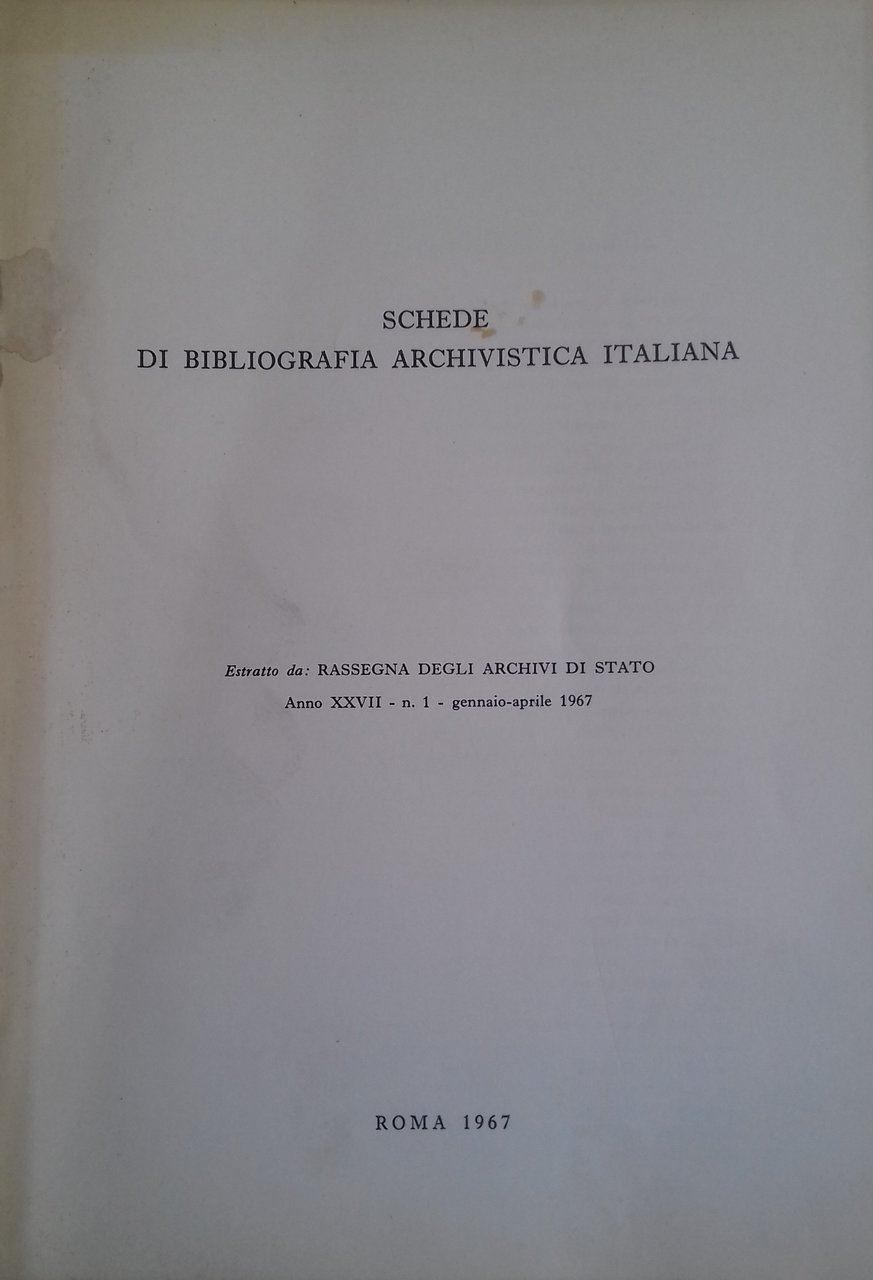 SCHEDE
DI BIBLIOGRAFIA ARCHIVISTICA ITALIANA
Estratto da: RASSEGNA DEGLI ARCHIVI DI STATO
Anno XXVII - n. 1 - gennaio-aprile 1967
ROMA 1967